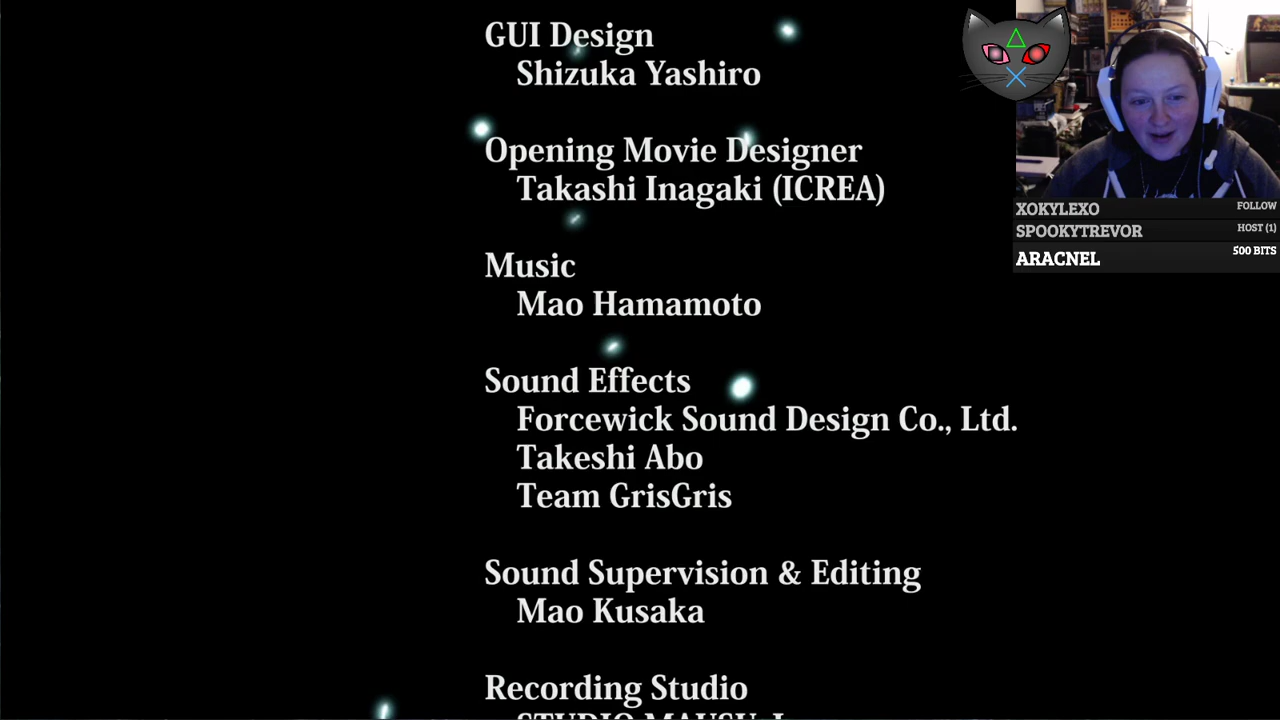 GUI Design
Shizuka Yashiro
Opening Movie Designer
Takashi Inagaki (ICREA)
Music
Mao Hamamoto
Sound Effects
Forcewick Sound Design Co., Ltd.
Takeshi Abo
Team GrisGris
Sound Supervision & Editing
Mao Kusaka
Recording Studio
XOKYLEXO FOLLOW
SPOOKYTREVOR HOST (1)
ARACNEL 500 BITS